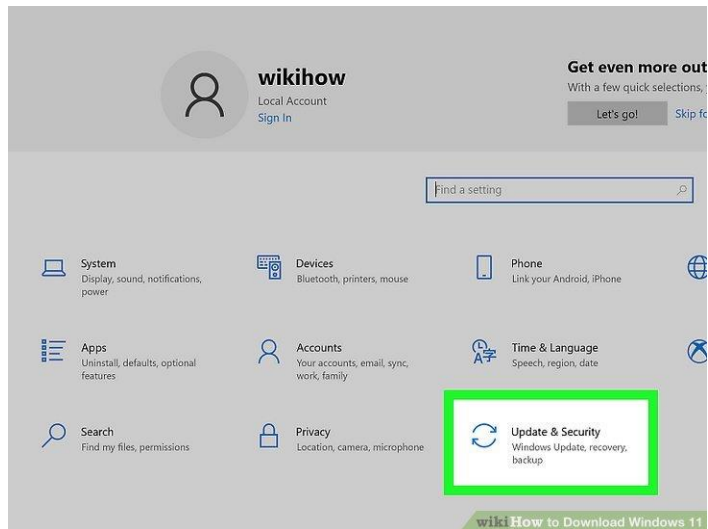 wikihow
Local Account
Sign In
Get even more out
With a few quick selections,
Let's go!
Skip fo
Find a setting
System
Display, sound, notifications,
power
Devices
Bluetooth, printers, mouse
Phone
Link your Android, iPhone
Apps
Uninstall, defaults, optional
features
Accounts
Your accounts, email, sync,
work, family
Time & Language
Speech, region, date
Search
Find my files, permissions
Privacy
Location, camera, microphone
Update & Security
Windows Update, recovery,
backup
wikiHow to Download Windows 11